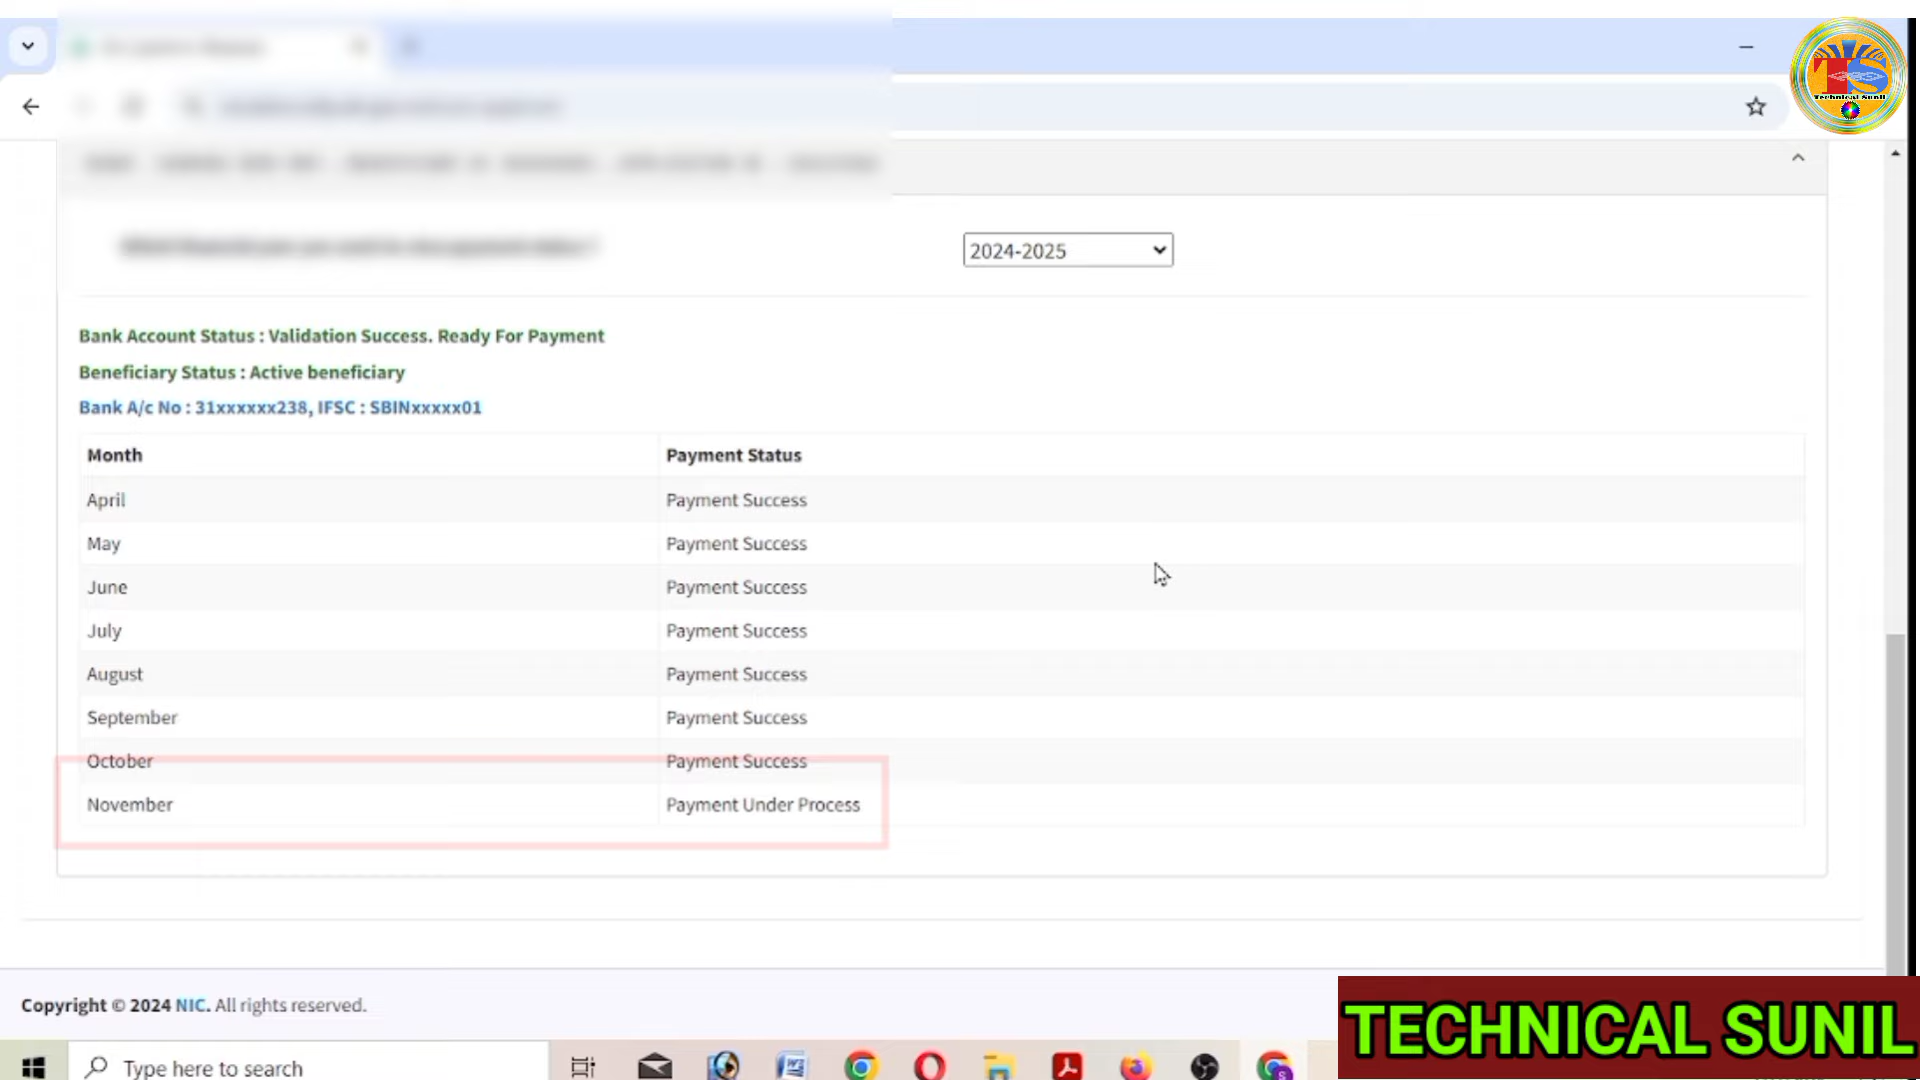 TS
Technical Sunil
2024-2025
Bank Account Status : Validation Success. Ready For Payment
Beneficiary Status : Active beneficiary
Bank A/c No : 31xxxxxx238, IFSC : SBINxxxxx01
Month Payment Status
April Payment Success
May Payment Success
June Payment Success
July Payment Success
August Payment Success
September Payment Success
October Payment Success
November Payment Under Process
Copyright © 2024 NIC. All rights reserved.
TECHNICAL SUNIL
Type here to search